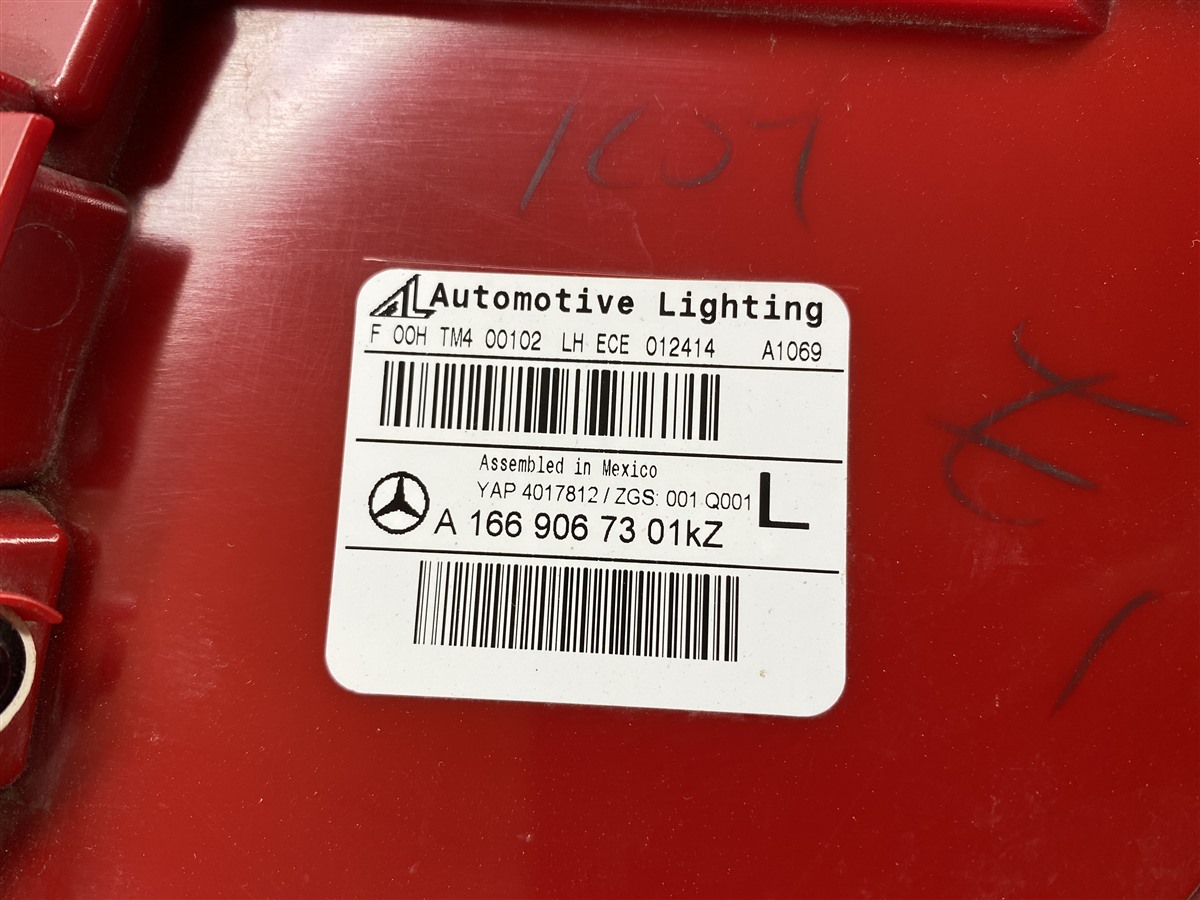 AL Automotive Lighting
F 00H TM4 00102 LH ECE 012414 A1069
Assembled in Mexico
YAP 4017812 / ZGS: 001 Q001
L
A 166 906 73 01kZ